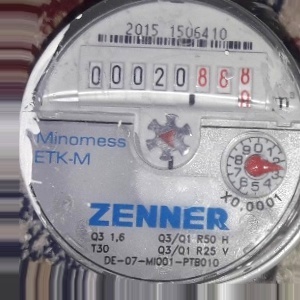 2015 1506410
00020
Minomess
ETK-M
X0,0001
ZENNER
Q3 1,6 Q3/Q1 R50 H
T30 Q3/Q1 R25 V
DE-07-MI001-PTB010